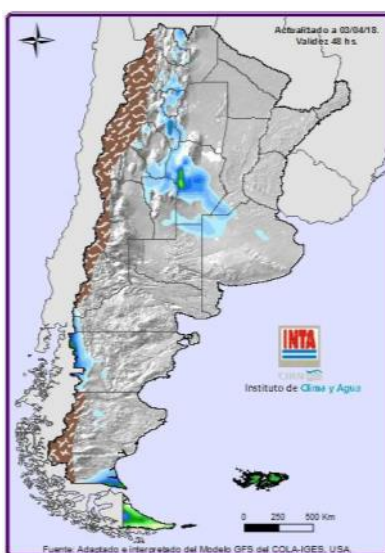 Actualizado a 03/04/18.
Validez 48 hs.
INTA
CIRN
Instituto de Clima y Agua
0 250 500 Km
Fuente: Adaptado e interpretado del Modelo GFS del COLA-IGES, USA.